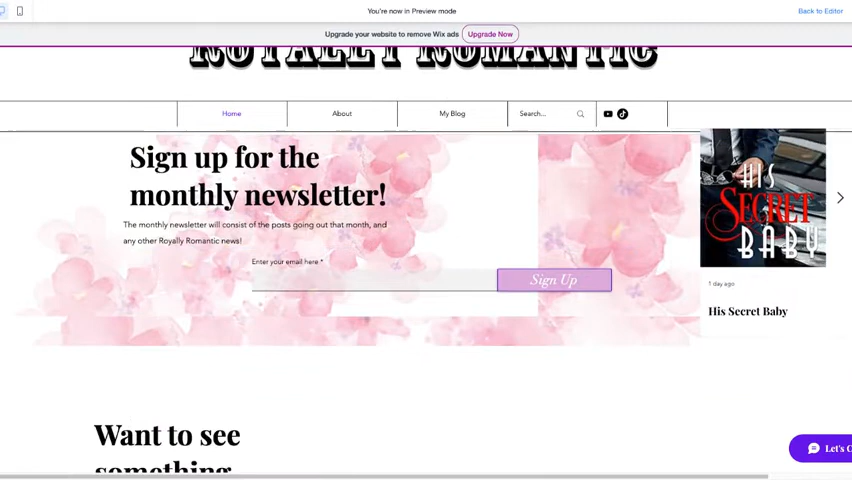 You're now in Preview mode
Back to Editor
Upgrade your website to remove Wix ads
Upgrade Now
ROYALLY ROMANTIC
Home
About
My Blog
Search...
Sign up for the
monthly newsletter!
The monthly newsletter will consist of the posts going out that month, and
any other Royally Romantic news!
Enter your email here *
Sign Up
HIS
SECRET
BABY
1 day ago
His Secret Baby
Want to see
something
Let's C